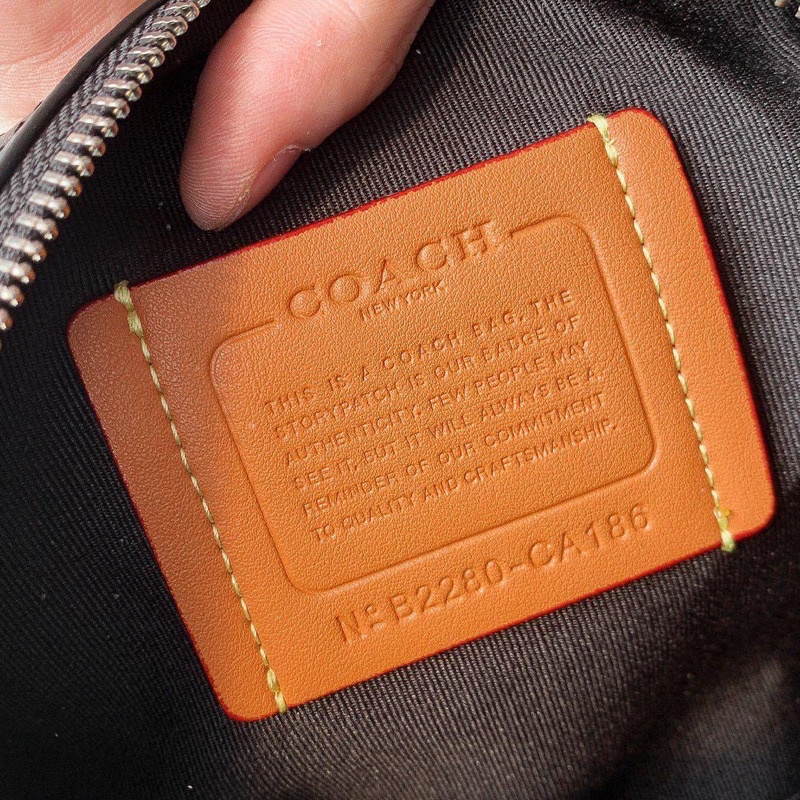 COACH
NEW YORK
THIS IS A COACH BAG. THE
STORYPATCH IS OUR BADGE OF
AUTHENTICITY. FEW PEOPLE MAY
SEE IT, BUT IT WILL ALWAYS BE A
REMINDER OF OUR COMMITMENT
TO QUALITY AND CRAFTSMANSHIP.
Nº B2280-CA186